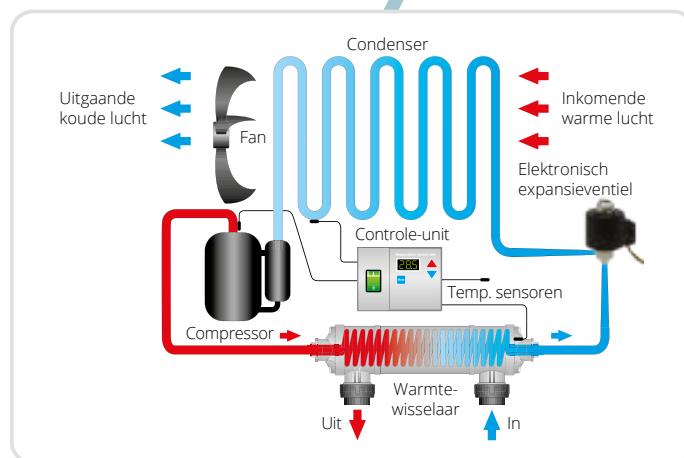 Condenser
Uitgaande
koude lucht
Fan
Inkomende
warme lucht
Elektronisch
expansieventiel
Controle-unit
28.5
Temp. sensoren
Compressor
Warmte-
wisselaar
Uit
In